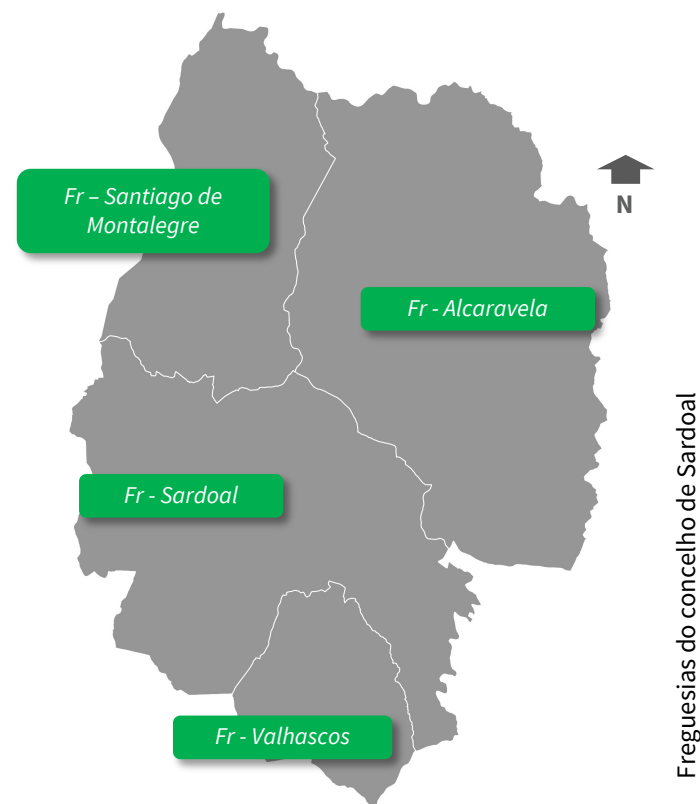 Fr – Santiago de
Montalegre
N
Fr - Alcaravela
Fr - Sardoal
Fr - Valhascos
Freguesias do concelho de Sardoal